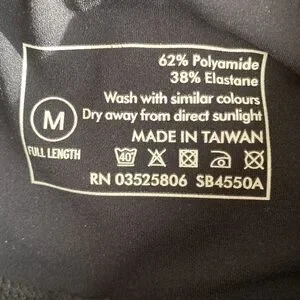 62% Polyamide
38% Elastane
Wash with similar colours
Dry away from direct sunlight
MADE IN TAIWAN
M
FULL LENGTH
40
RN 03525806 SB4550A